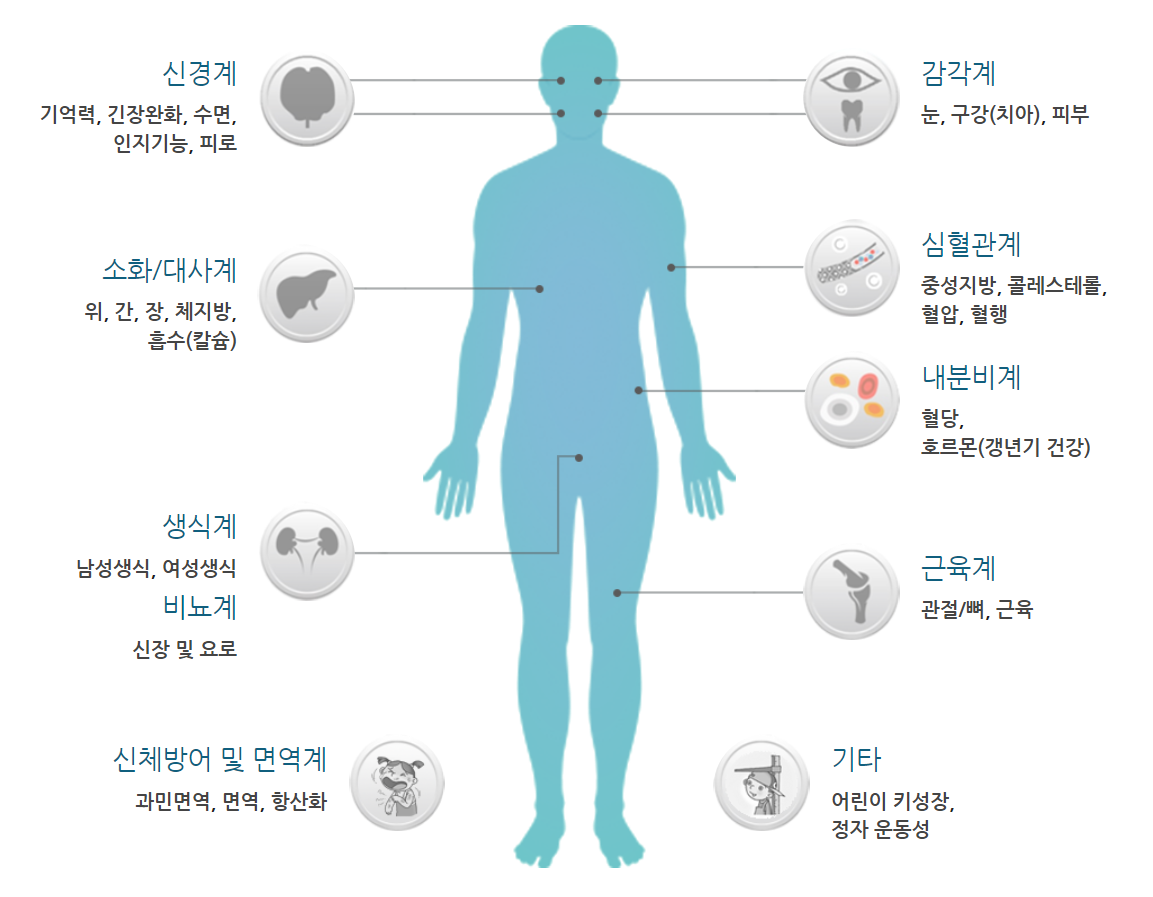 신경계
기억력, 긴장완화, 수면,
인지기능, 피로
감각계
눈, 구강(치아), 피부
소화/대사계
위, 간, 장, 체지방,
흡수(칼슘)
심혈관계
중성지방, 콜레스테롤,
혈압, 혈행
내분비계
혈당,
호르몬(갱년기 건강)
생식계
남성생식, 여성생식
비뇨계
신장 및 요로
근육계
관절/뼈, 근육
신체방어 및 면역계
과민면역, 면역, 항산화
기타
어린이 키성장,
정자 운동성